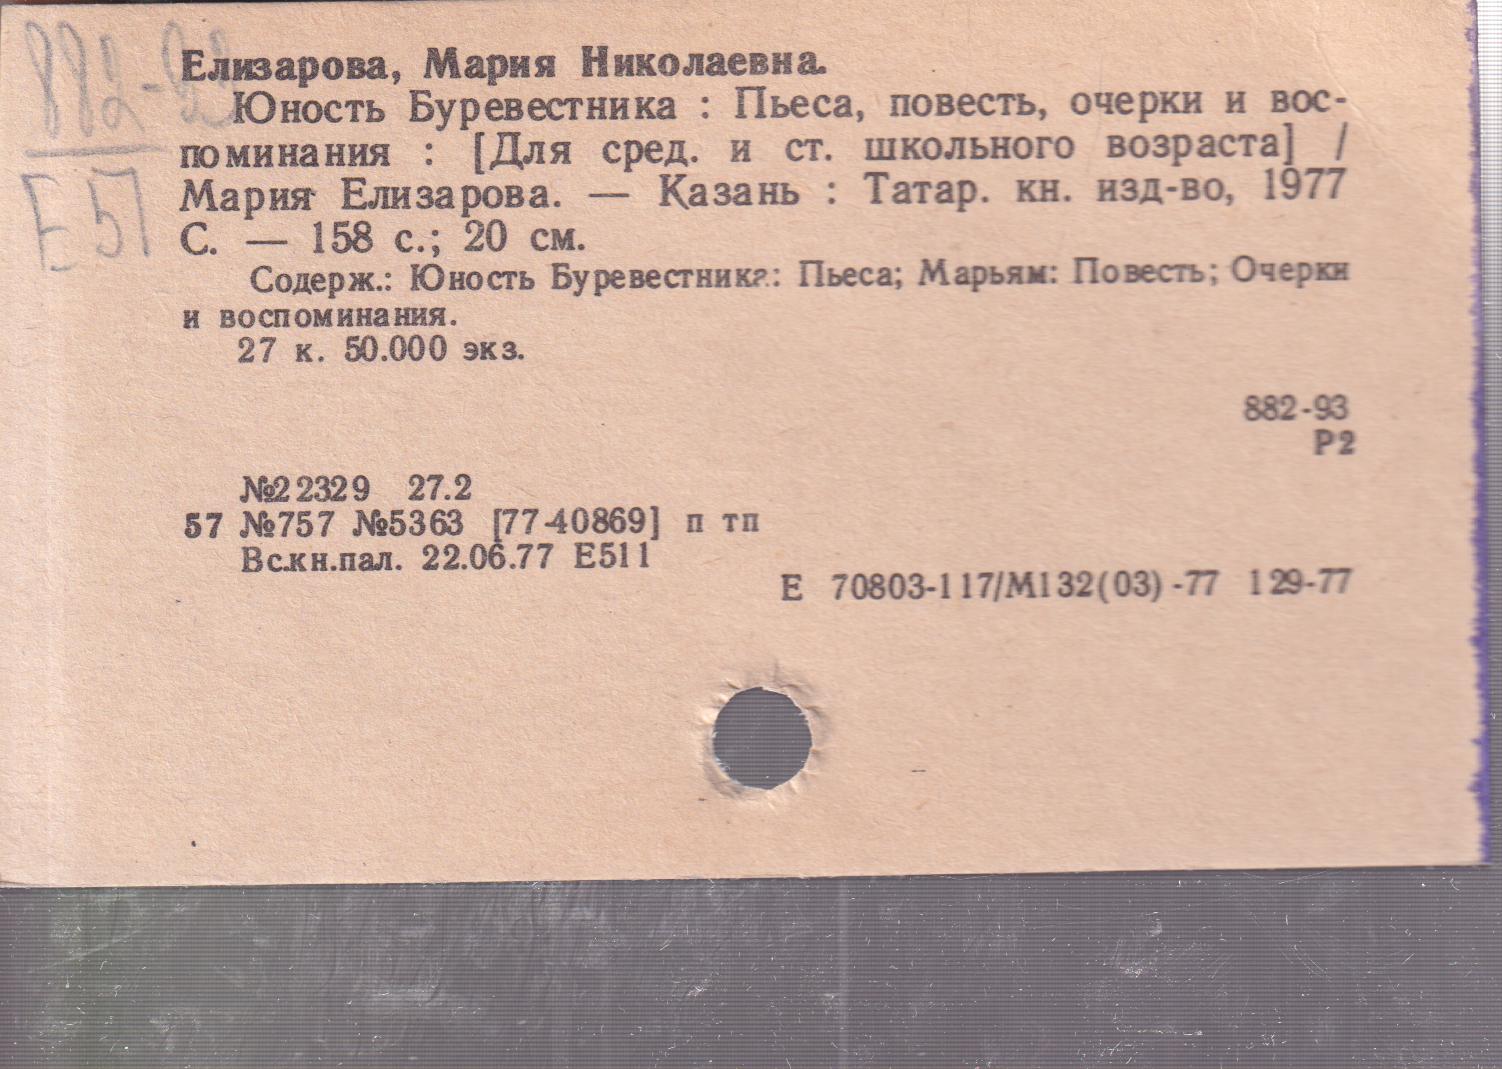 882-93
Е51
Елизарова, Мария Николаевна.
Юность Буревестника : Пьеса, повесть, очерки и вос-
поминания : [Для сред. и ст. школьного возраста] /
Мария Елизарова. — Казань : Татар. кн. изд-во, 1977
С. — 158 с.; 20 см.
Содерж.: Юность Буревестника: Пьеса; Марьям: Повесть; Очерки
и воспоминания.
27 к. 50.000 экз.
882-93
Р2
№22329 27.2
57 №757 №5363 [77-40869] п тп
Вс.кн.пал. 22.06.77 Е511
Е 70803-117/М132(03)-77 129-77